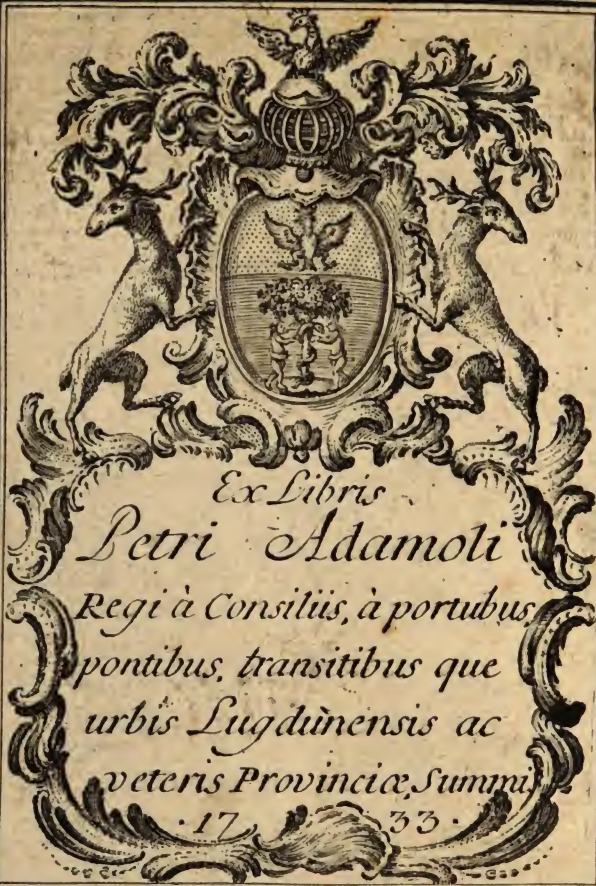 Ex Libris
Petri Adamoli
Regi à Consiliis, à portubus,
pontibus, transitibus que
urbis Lugdunensis ac
veteris Provinciæ, Summi
· 17 33 ·